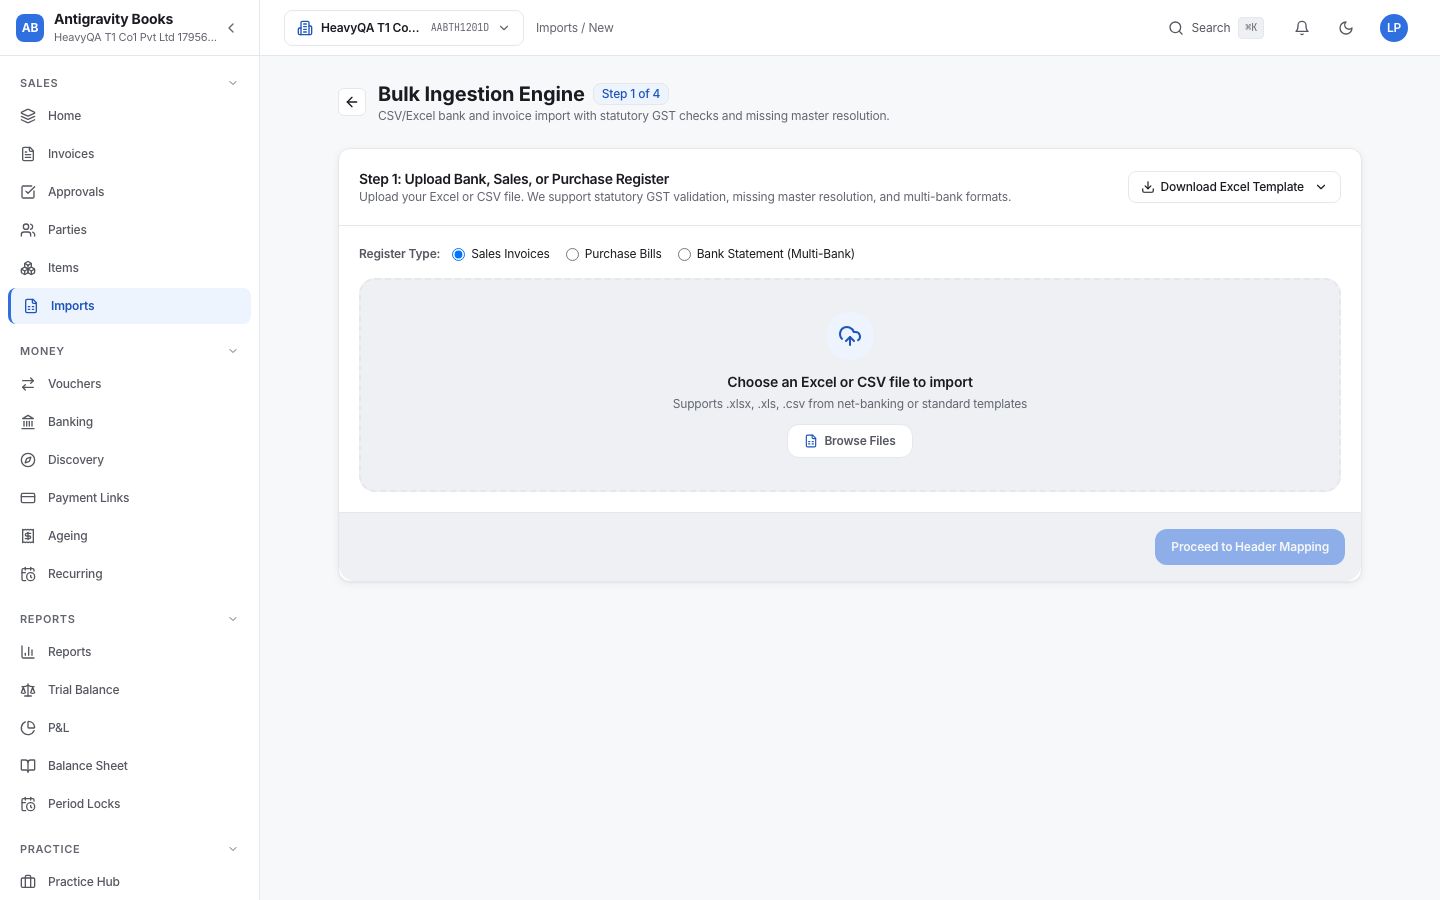 AB
Antigravity Books
HeavyQA T1 Co1 Pvt Ltd 17956...
SALES
Home
Invoices
Approvals
Parties
Items
Imports
MONEY
Vouchers
Banking
Discovery
Payment Links
Ageing
Recurring
REPORTS
Reports
Trial Balance
P&L
Balance Sheet
Period Locks
PRACTICE
Practice Hub
HeavyQA T1 Co... AABTH1201D
Imports / New
Search ⌘K
LP
Bulk Ingestion Engine Step 1 of 4
CSV/Excel bank and invoice import with statutory GST checks and missing master resolution.
Step 1: Upload Bank, Sales, or Purchase Register
Upload your Excel or CSV file. We support statutory GST validation, missing master resolution, and multi-bank formats.
Download Excel Template
Register Type: Sales Invoices Purchase Bills Bank Statement (Multi-Bank)
Choose an Excel or CSV file to import
Supports .xlsx, .xls, .csv from net-banking or standard templates
Browse Files
Proceed to Header Mapping